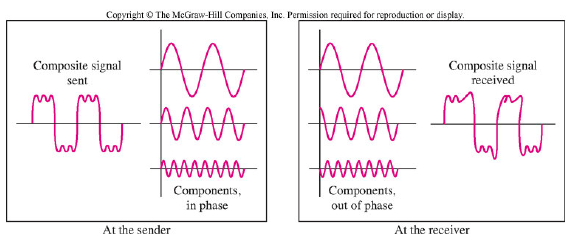 Copyright © The McGraw-Hill Companies, Inc. Permission required for reproduction or display.
Composite signal
sent
Components,
in phase
At the sender
Composite signal
received
Components,
out of phase
At the receiver